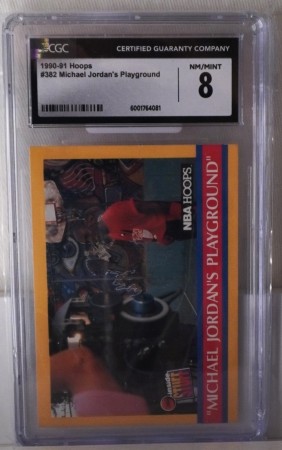 CGC
CERTIFIED GUARANTY COMPANY
1990-91 Hoops
#382 Michael Jordan's Playground
NM/MINT
8
6001764081
NBA HOOPS
"MICHAEL JORDAN'S PLAYGROUND"
STUFF